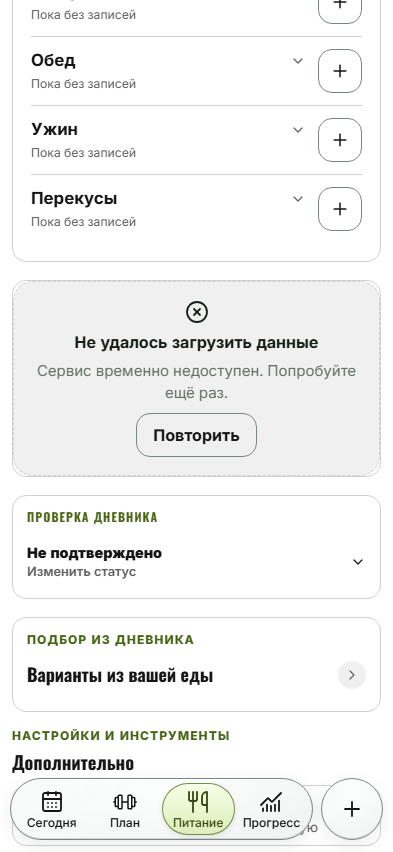 Пока без записей
Обед
Пока без записей
Ужин
Пока без записей
Перекусы
Пока без записей
Не удалось загрузить данные
Сервис временно недоступен. Попробуйте
ещё раз.
Повторить
ПРОВЕРКА ДНЕВНИКА
Не подтверждено
Изменить статус
ПОДБОР ИЗ ДНЕВНИКА
Варианты из вашей еды
НАСТРОЙКИ И ИНСТРУМЕНТЫ
Дополнительно
Сегодня
План
Питание
Прогресс